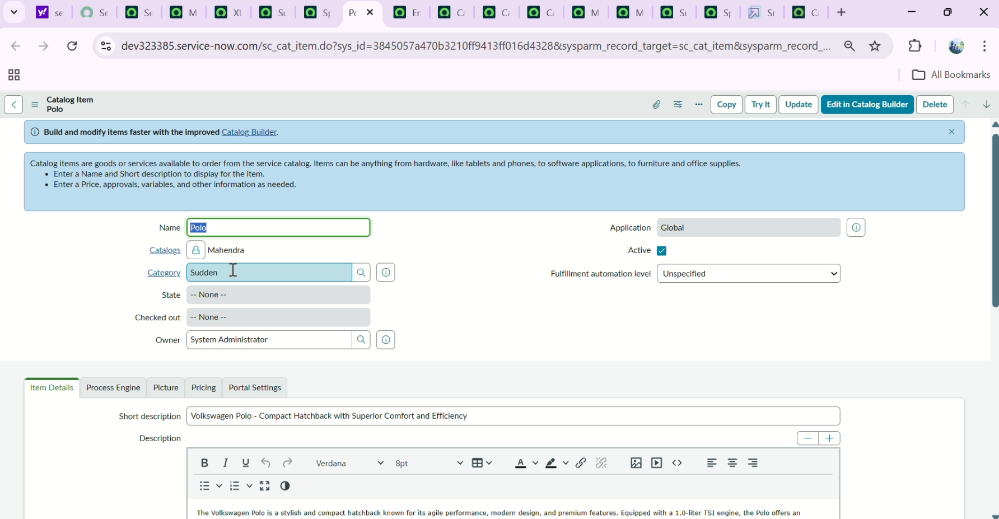 se
Se
Se
M
XL
Su
Sp
Po
En
Ca
Ca
Ca
M
M
Su
Sp
Sr
Ca
dev323385.service-now.com/sc_cat_item.do?sys_id=3845057a470b3210ff9413ff016d4328&sysparm_record_target=sc_cat_item&sysparm_record_...
All Bookmarks
Catalog Item
Polo
Copy
Try It
Update
Edit in Catalog Builder
Delete
Build and modify items faster with the improved Catalog Builder.
Catalog items are goods or services available to order from the service catalog. Items can be anything from hardware, like tablets and phones, to software applications, to furniture and office supplies.
• Enter a Name and Short description to display for the item.
• Enter a Price, approvals, variables, and other information as needed.
Name Polo
Application Global
Catalogs Mahendra
Active
Category Sudden
Fulfillment automation level Unspecified
State -- None --
Checked out -- None --
Owner System Administrator
Item Details
Process Engine
Picture
Pricing
Portal Settings
Short description Volkswagen Polo - Compact Hatchback with Superior Comfort and Efficiency
Description
Verdana 8pt
The Volkswagen Polo is a stylish and compact hatchback known for its agile performance, modern design, and premium features. Equipped with a 1.0-liter TSI engine, the Polo offers an